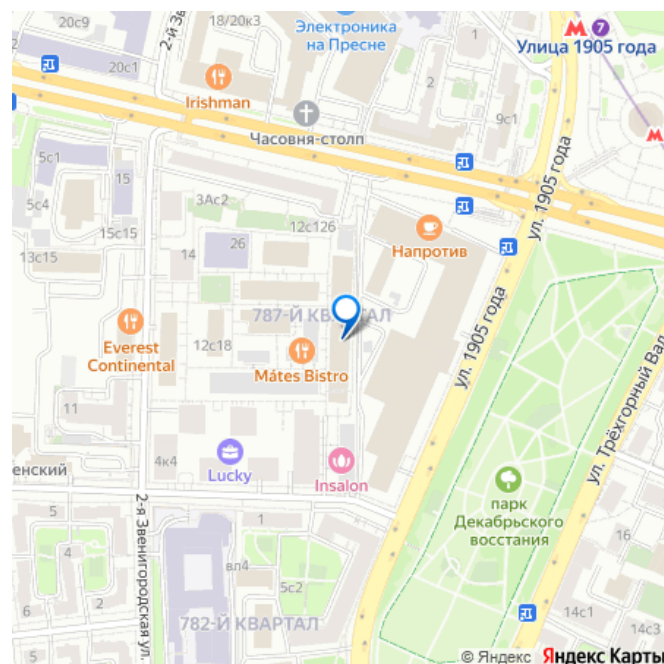 20с9
2-й Зв
18/20к3
Электроника
на Пресне
1
7
Улица 1905 года
20с1
Irishman
2
9с1
Часовня-столп
5с1
15
5с4
3Ас2
12с126
15с15
26
14
13с15
Напротив
ул. 1905 года
787-Й КВАРТАЛ
Everest
Continental
12с18
Mátes Bistro
ул. 1905 года
ул. Трёхгорный Вал
11
4к4
Lucky
Insalon
енский
парк
Декабрьского
восстания
2-я Звенигородская ул.
1
4
5
6
вл4
5с2
16
782-Й КВАРТАЛ
14с1
14с3
© Яндекс Яндекс Карты